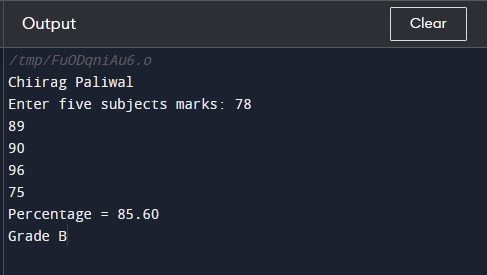 Output
Clear
/tmp/FuODqniAu6.o
Chiirag Paliwal
Enter five subjects marks: 78
89
90
96
75
Percentage = 85.60
Grade B